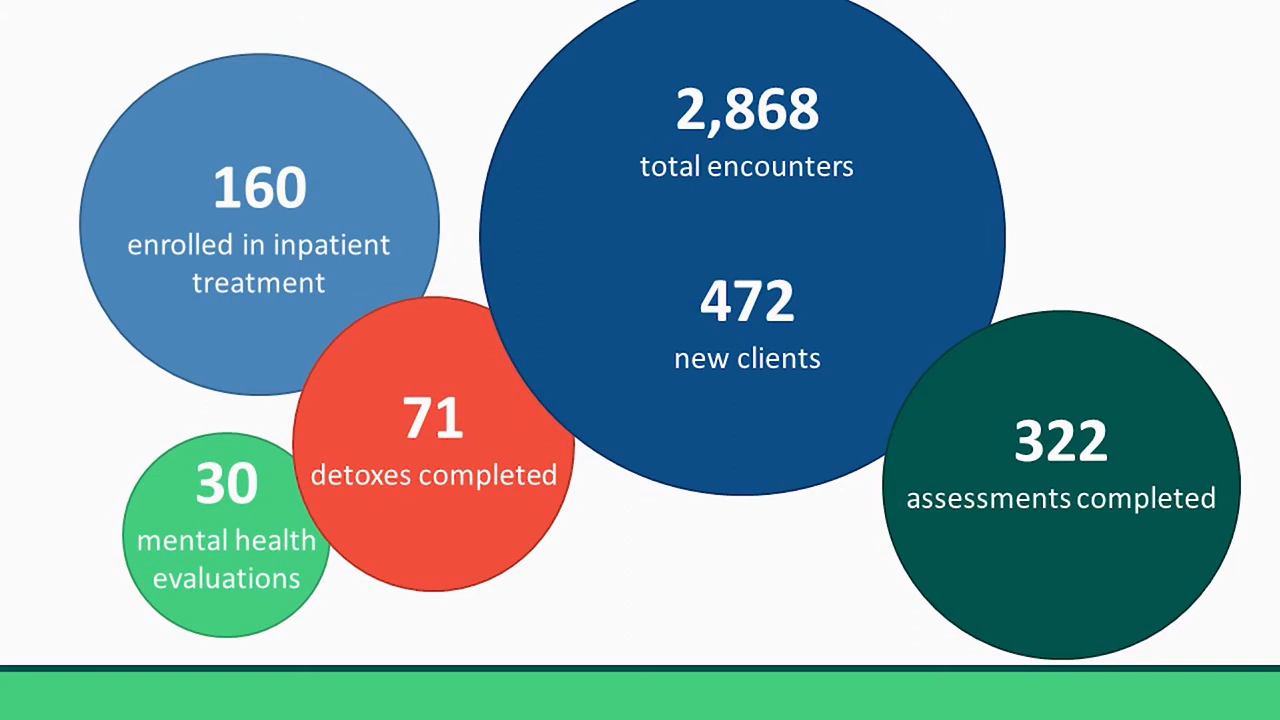 160
enrolled in inpatient
treatment
2,868
total encounters
472
new clients
71
detoxes completed
30
mental health
evaluations
322
assessments completed